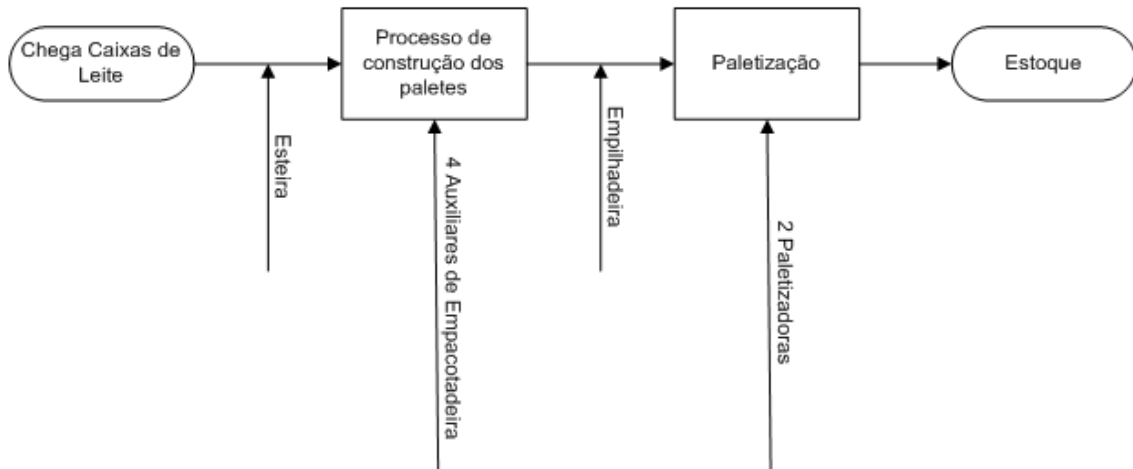 Chega Caixas de
Leite
Processo de
construção dos
paletes
Paletização
Estoque
Esteira
4 Auxiliares de Empacotadeira
Empilhadeira
2 Paletizadoras